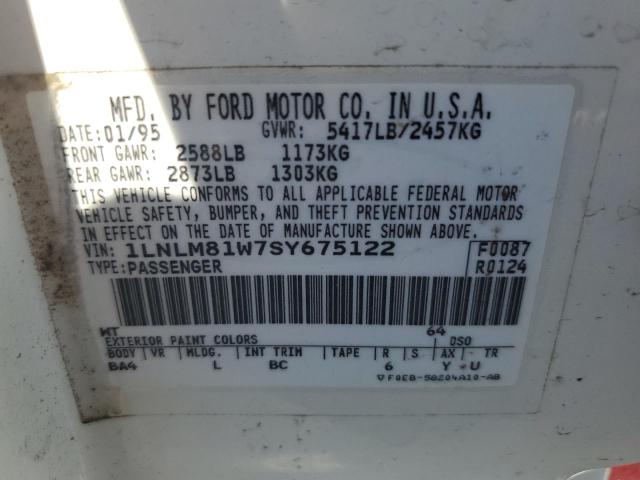 MFD. BY FORD MOTOR CO. IN U.S.A.
DATE: 01/95 GVWR: 5417LB/2457KG
FRONT GAWR: 2588LB 1173KG
REAR GAWR: 2873LB 1303KG
THIS VEHICLE CONFORMS TO ALL APPLICABLE FEDERAL MOTOR
VEHICLE SAFETY, BUMPER, AND THEFT PREVENTION STANDARDS
IN EFFECT ON THE DATE OF MANUFACTURE SHOWN ABOVE.
VIN: 1LNLM81W7SY675122 F0087
TYPE: PASSENGER R0124
WT 64
EXTERIOR PAINT COLORS DSO
BODY VR MLDG. INT TRIM TAPE R S AX TR
BA4 L BC 6 Y U
▽F0EB-58204A10-AB